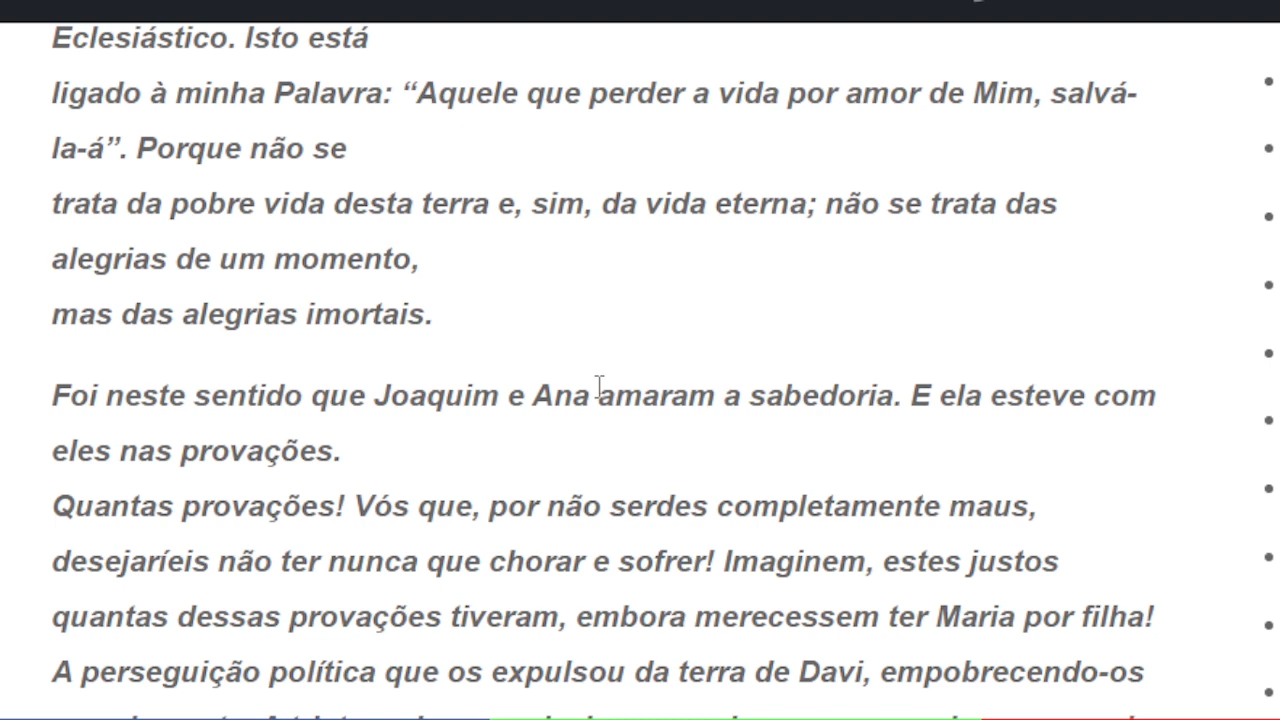 Eclesiástico. Isto está
ligado à minha Palavra: “Aquele que perder a vida por amor de Mim, salvá-
la-á”. Porque não se
trata da pobre vida desta terra e, sim, da vida eterna; não se trata das
alegrias de um momento,
mas das alegrias imortais.
Foi neste sentido que Joaquim e Ana amaram a sabedoria. E ela esteve com
eles nas provações.
Quantas provações! Vós que, por não serdes completamente maus,
desejaríeis não ter nunca que chorar e sofrer! Imaginem, estes justos
quantas dessas provações tiveram, embora merecessem ter Maria por filha!
A perseguição política que os expulsou da terra de Davi, empobrecendo-os